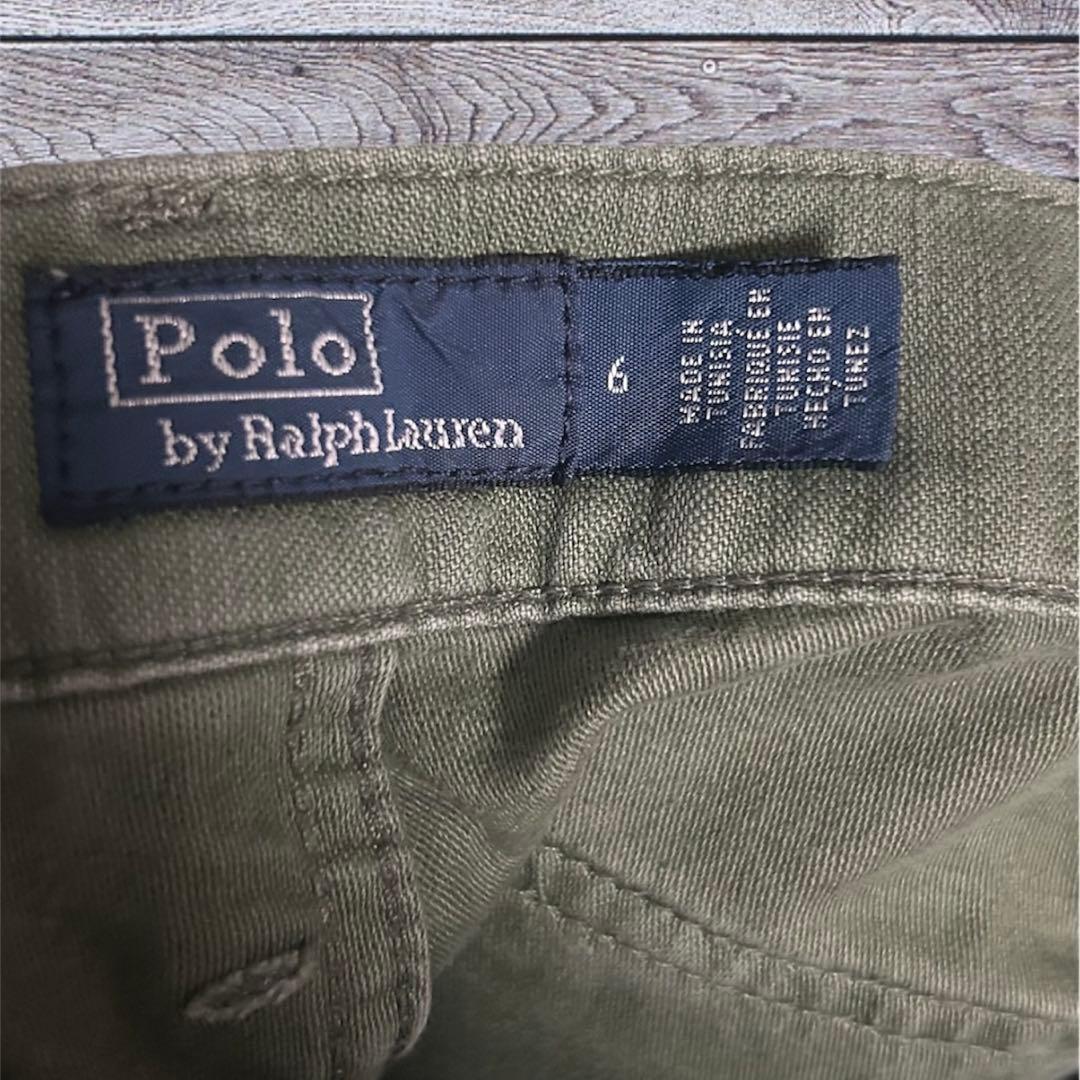 Polo
by Ralph Lauren
6
MADE IN
TUNISIA
FABRIQUÉ EN
TUNISIE
HECHO EN
TUNEZ